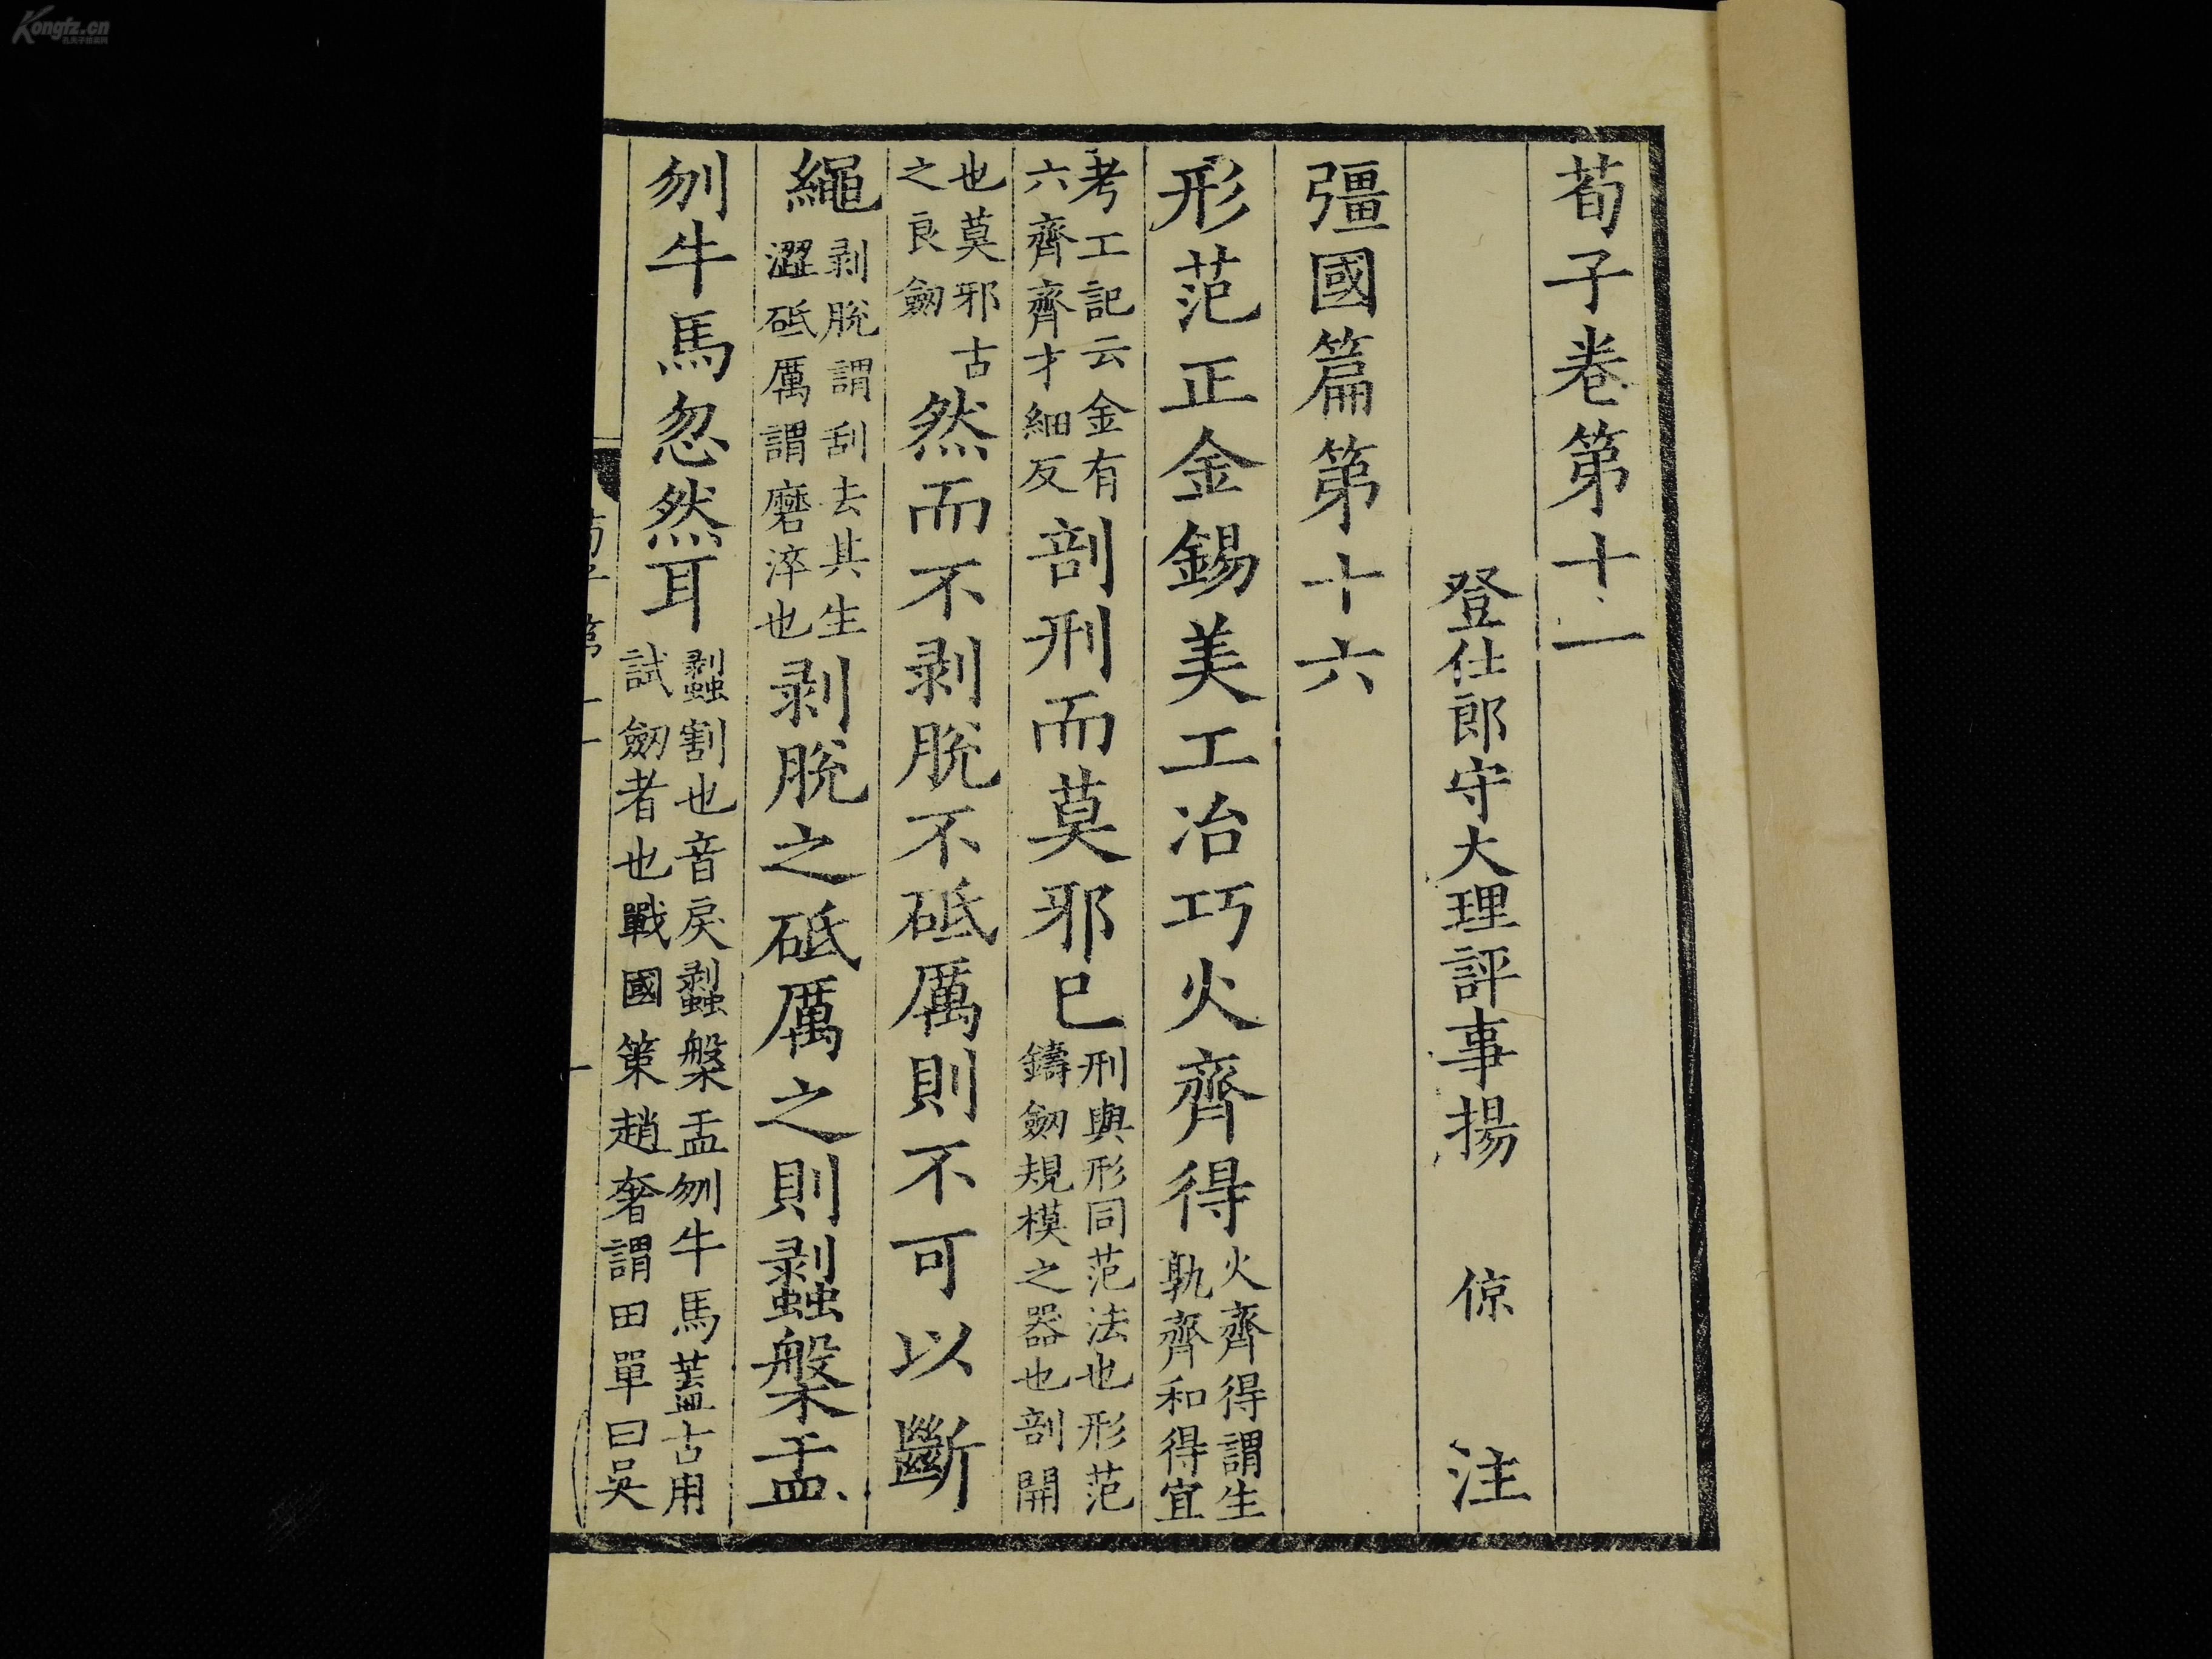 荀子卷第十一
登仕郎守大理評事揚倞注
彊國篇第十六
形范正金錫美工冶巧火齊得火齊得謂生孰齊和得宜
考工記云金有六齊齊才細反剖刑而莫邪已刑與形同范法也形范鑄劒規模之器也剖開
也莫邪古之良劒然而不剥脫不砥厲則不可以斷
繩剥脫謂刮去其生澀砥厲謂磨淬也剥脫之砥厲之則劙槃盂
刎牛馬忽然耳劙割也音戾劙槃盂刎牛馬蓋古用試劒者也戰國策趙奢謂田單曰吳
Kongfz.cn
孔夫子旧书网